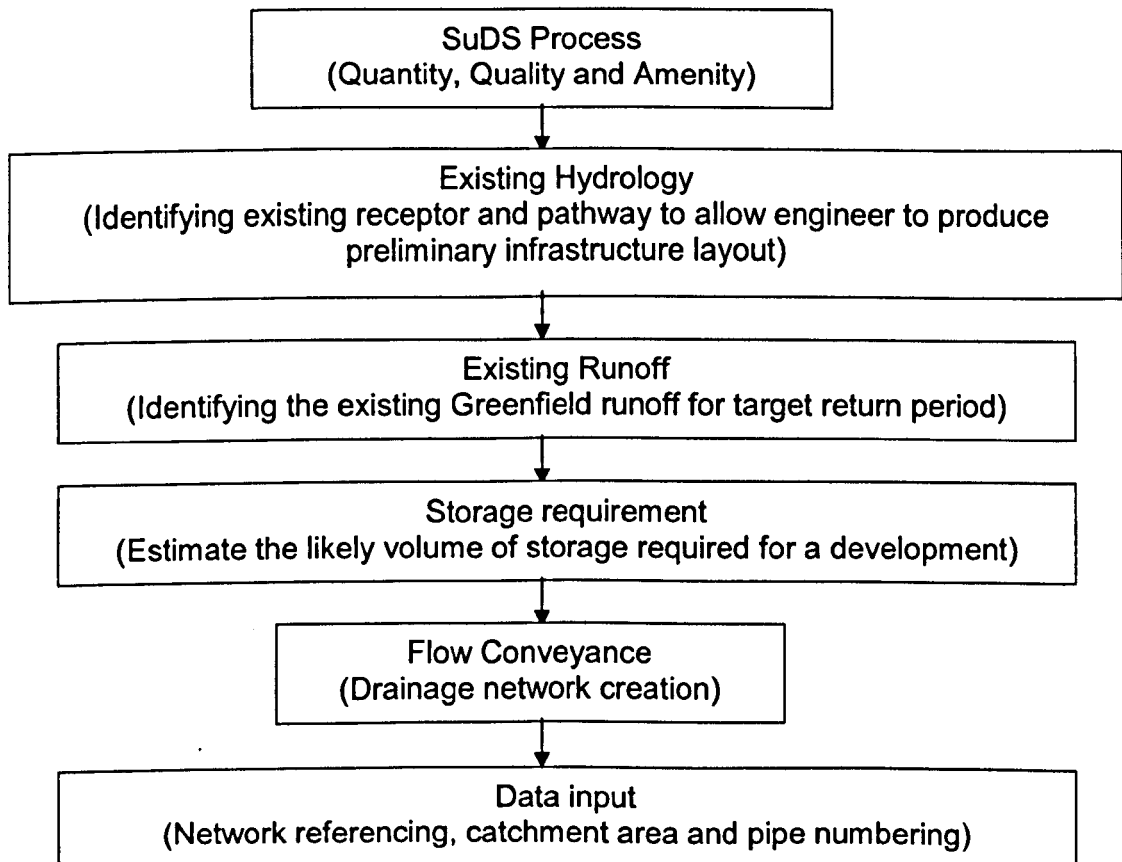 SuDS Process
(Quantity, Quality and Amenity)
Existing Hydrology
(Identifying existing receptor and pathway to allow engineer to produce
preliminary infrastructure layout)
Existing Runoff
(Identifying the existing Greenfield runoff for target return period)
Storage requirement
(Estimate the likely volume of storage required for a development)
Flow Conveyance
(Drainage network creation)
Data input
(Network referencing, catchment area and pipe numbering)